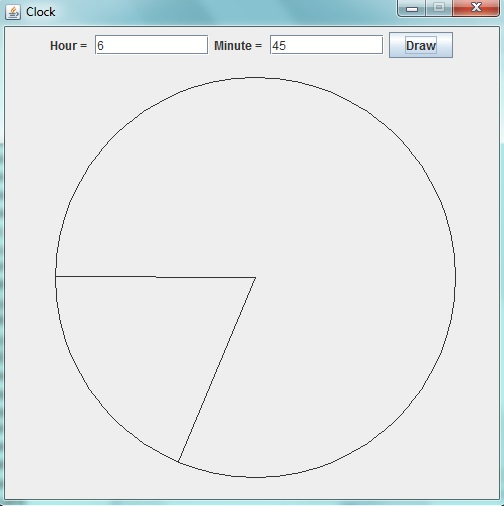 Clock
Hour = 6 Minute = 45 Draw